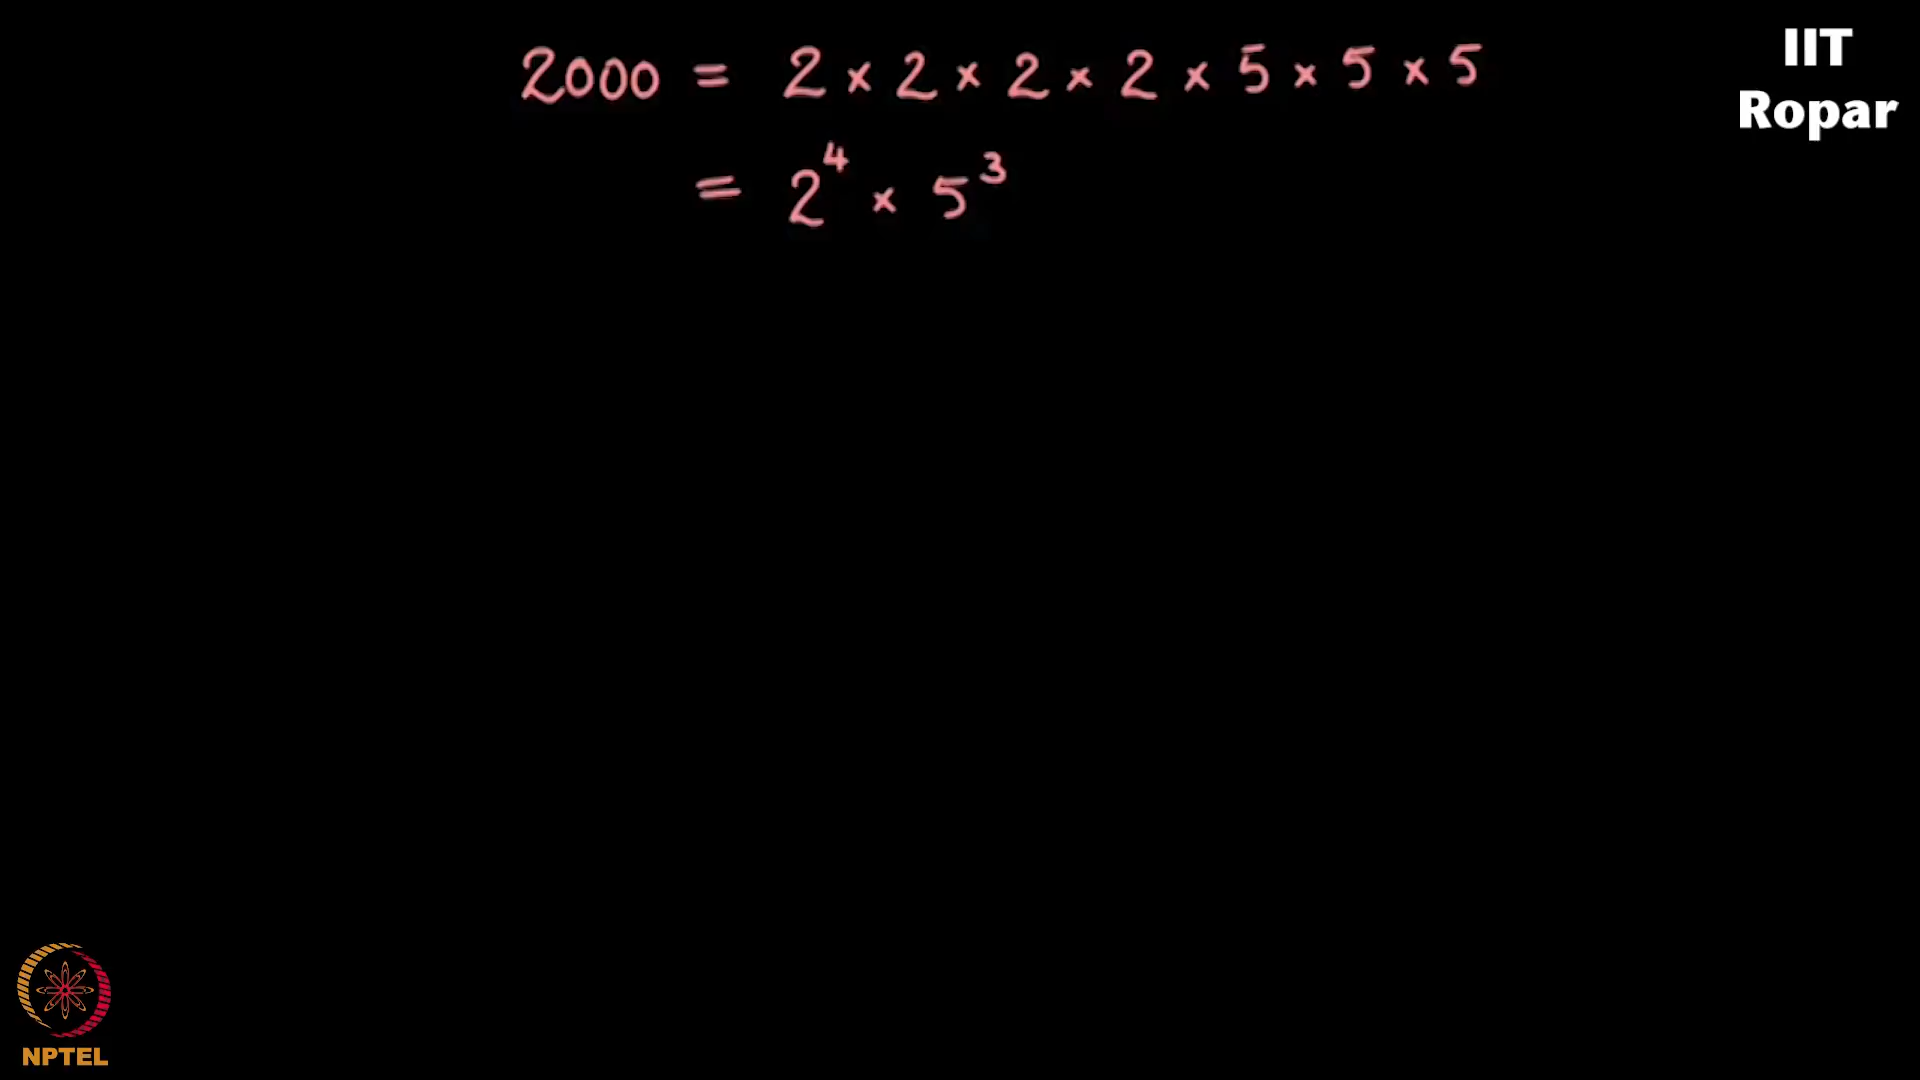 2000 = 2 × 2 × 2 × 2 × 5 × 5 × 5
= 2⁴ × 5³
IIT
Ropar
NPTEL